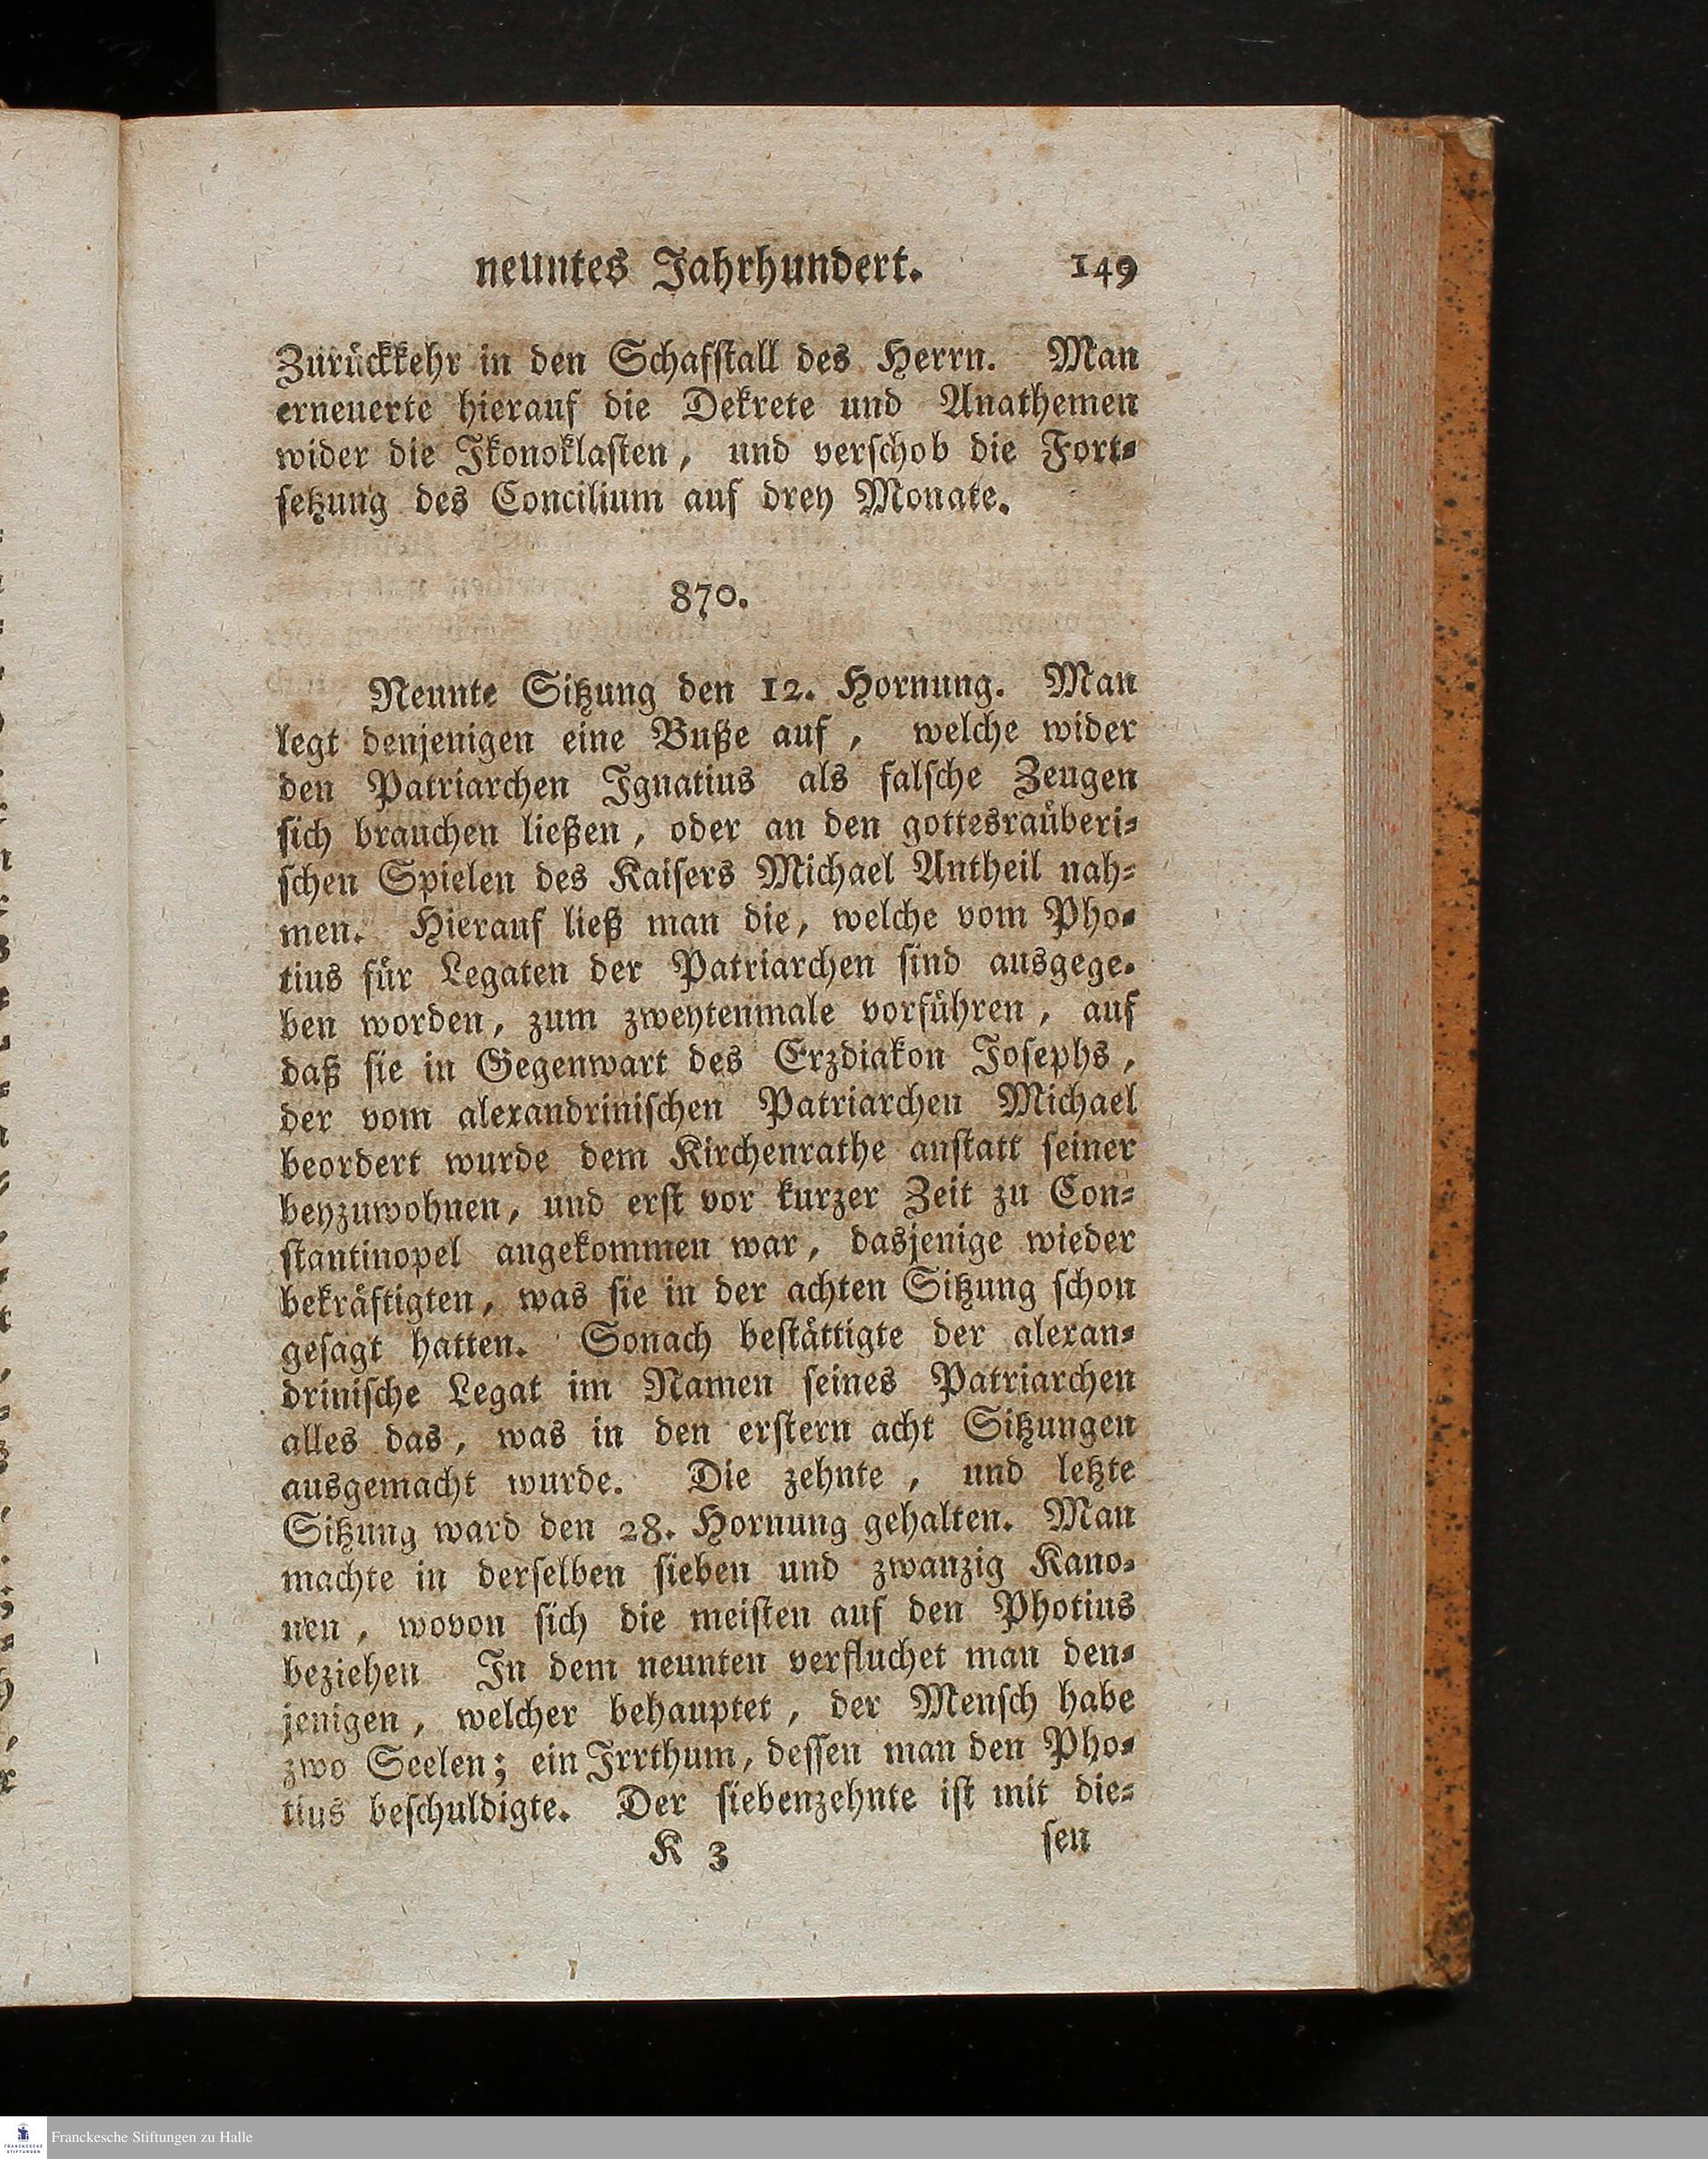 neuntes Jahrhundert. 149
Zurückkehr in den Schafstall des Herrn. Man
erneuerte hierauf die Dekrete und Anathemen
wider die Ikonoklasten, und verschob die Fort-
setzung des Concilium auf drey Monate.
870.
Neunte Sitzung den 12. Hornung. Man
legt denjenigen eine Buße auf, welche wider
den Patriarchen Ignatius als falsche Zeugen
sich brauchen ließen, oder an den gottesraüberi-
schen Spielen des Kaisers Michael Antheil nah-
men. Hierauf ließ man die, welche vom Pho-
tius für Legaten der Patriarchen sind ausgege-
ben worden, zum zweytenmale vorführen, auf
daß sie in Gegenwart des Erzdiakon Josephs,
der vom alexandrinischen Patriarchen Michael
beordert wurde dem Kirchenrathe anstatt seiner
beyzuwohnen, und erst vor kurzer Zeit zu Con-
stantinopel angekommen war, dasjenige wieder
bekräftigten, was sie in der achten Sitzung schon
gesagt hatten. Sonach bestättigte der alexan-
drinische Legat im Namen seines Patriarchen
alles das, was in den erstern acht Sitzungen
ausgemacht wurde. Die zehnte, und letzte
Sitzung ward den 28. Hornung gehalten. Man
machte in derselben sieben und zwanzig Kano-
nen, wovon sich die meisten auf den Photius
beziehen In dem neunten verfluchet man den-
jenigen, welcher behauptet, der Mensch habe
zwo Seelen; ein Irrthum, dessen man den Pho-
tius beschuldigte. Der siebenzehnte ist mit die-
K 3 sen
Franckesche Stiftungen zu Halle